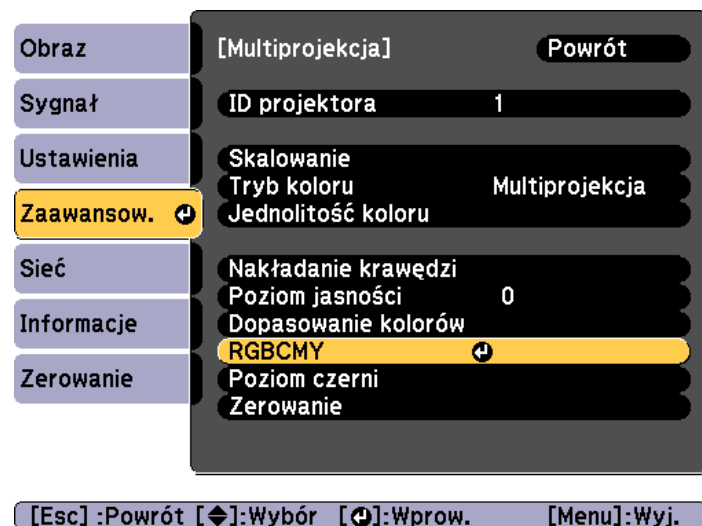 Obraz
[Multiprojekcja] Powrót
Sygnał
ID projektora 1
Ustawienia
Skalowanie
Tryb koloru Multiprojekcja
Zaawansow.
Jednolitość koloru
Sieć
Nakładanie krawędzi
Poziom jasności 0
Informacje
Dopasowanie kolorów
RGBCMY
Zerowanie
Poziom czerni
Zerowanie
[Esc] :Powrót [◆]:Wybór [↵]:Wprow. [Menu]:Wyj.